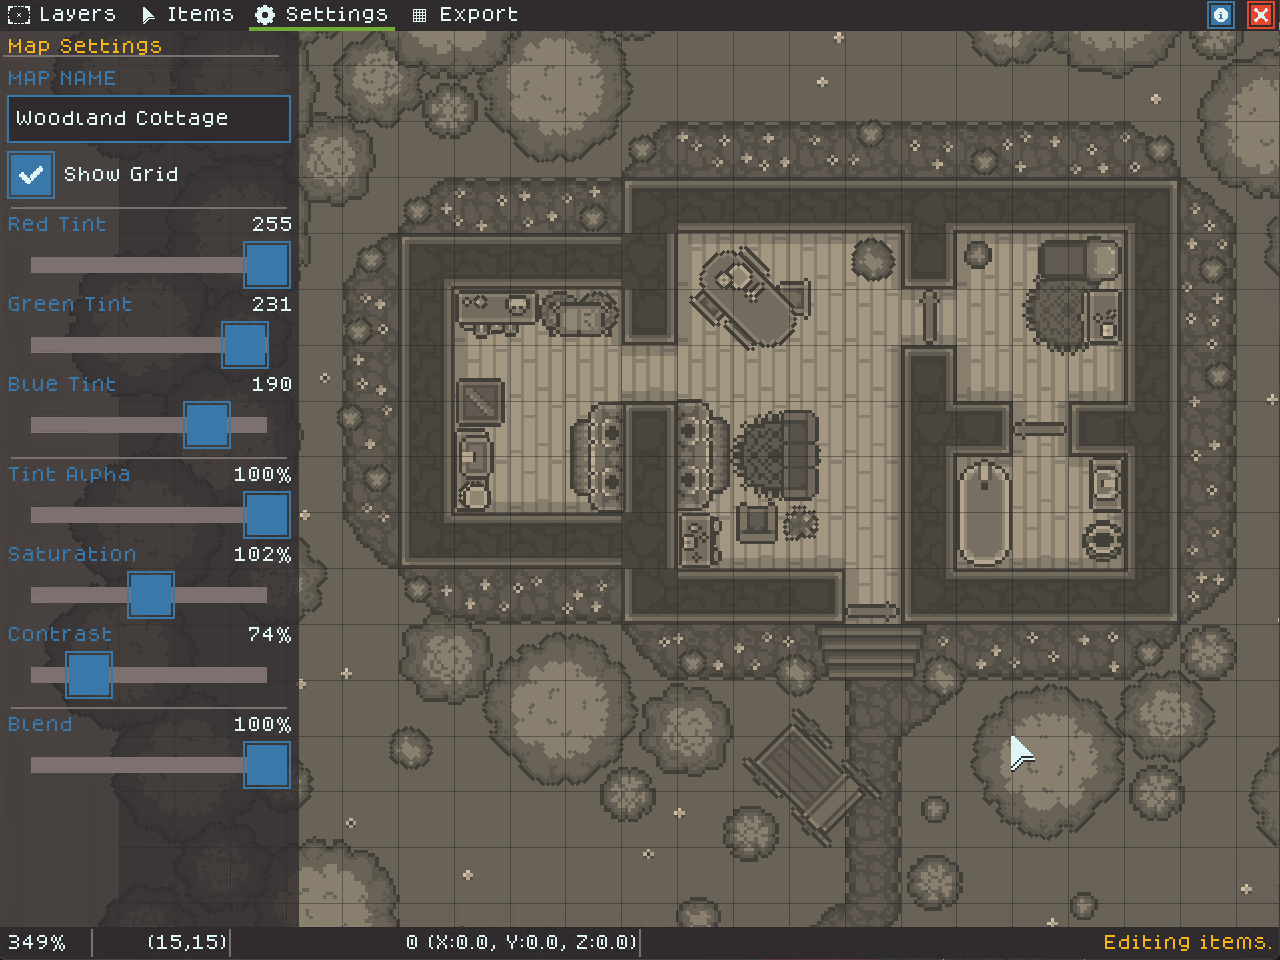 Layers Items Settings Export
Map Settings
MAP NAME
Woodland Cottage
Show Grid
Red Tint 255
Green Tint 231
Blue Tint 190
Tint Alpha 100%
Saturation 102%
Contrast 74%
Blend 100%
349% (15,15) 0 (X:0.0, Y:0.0, Z:0.0) Editing items.